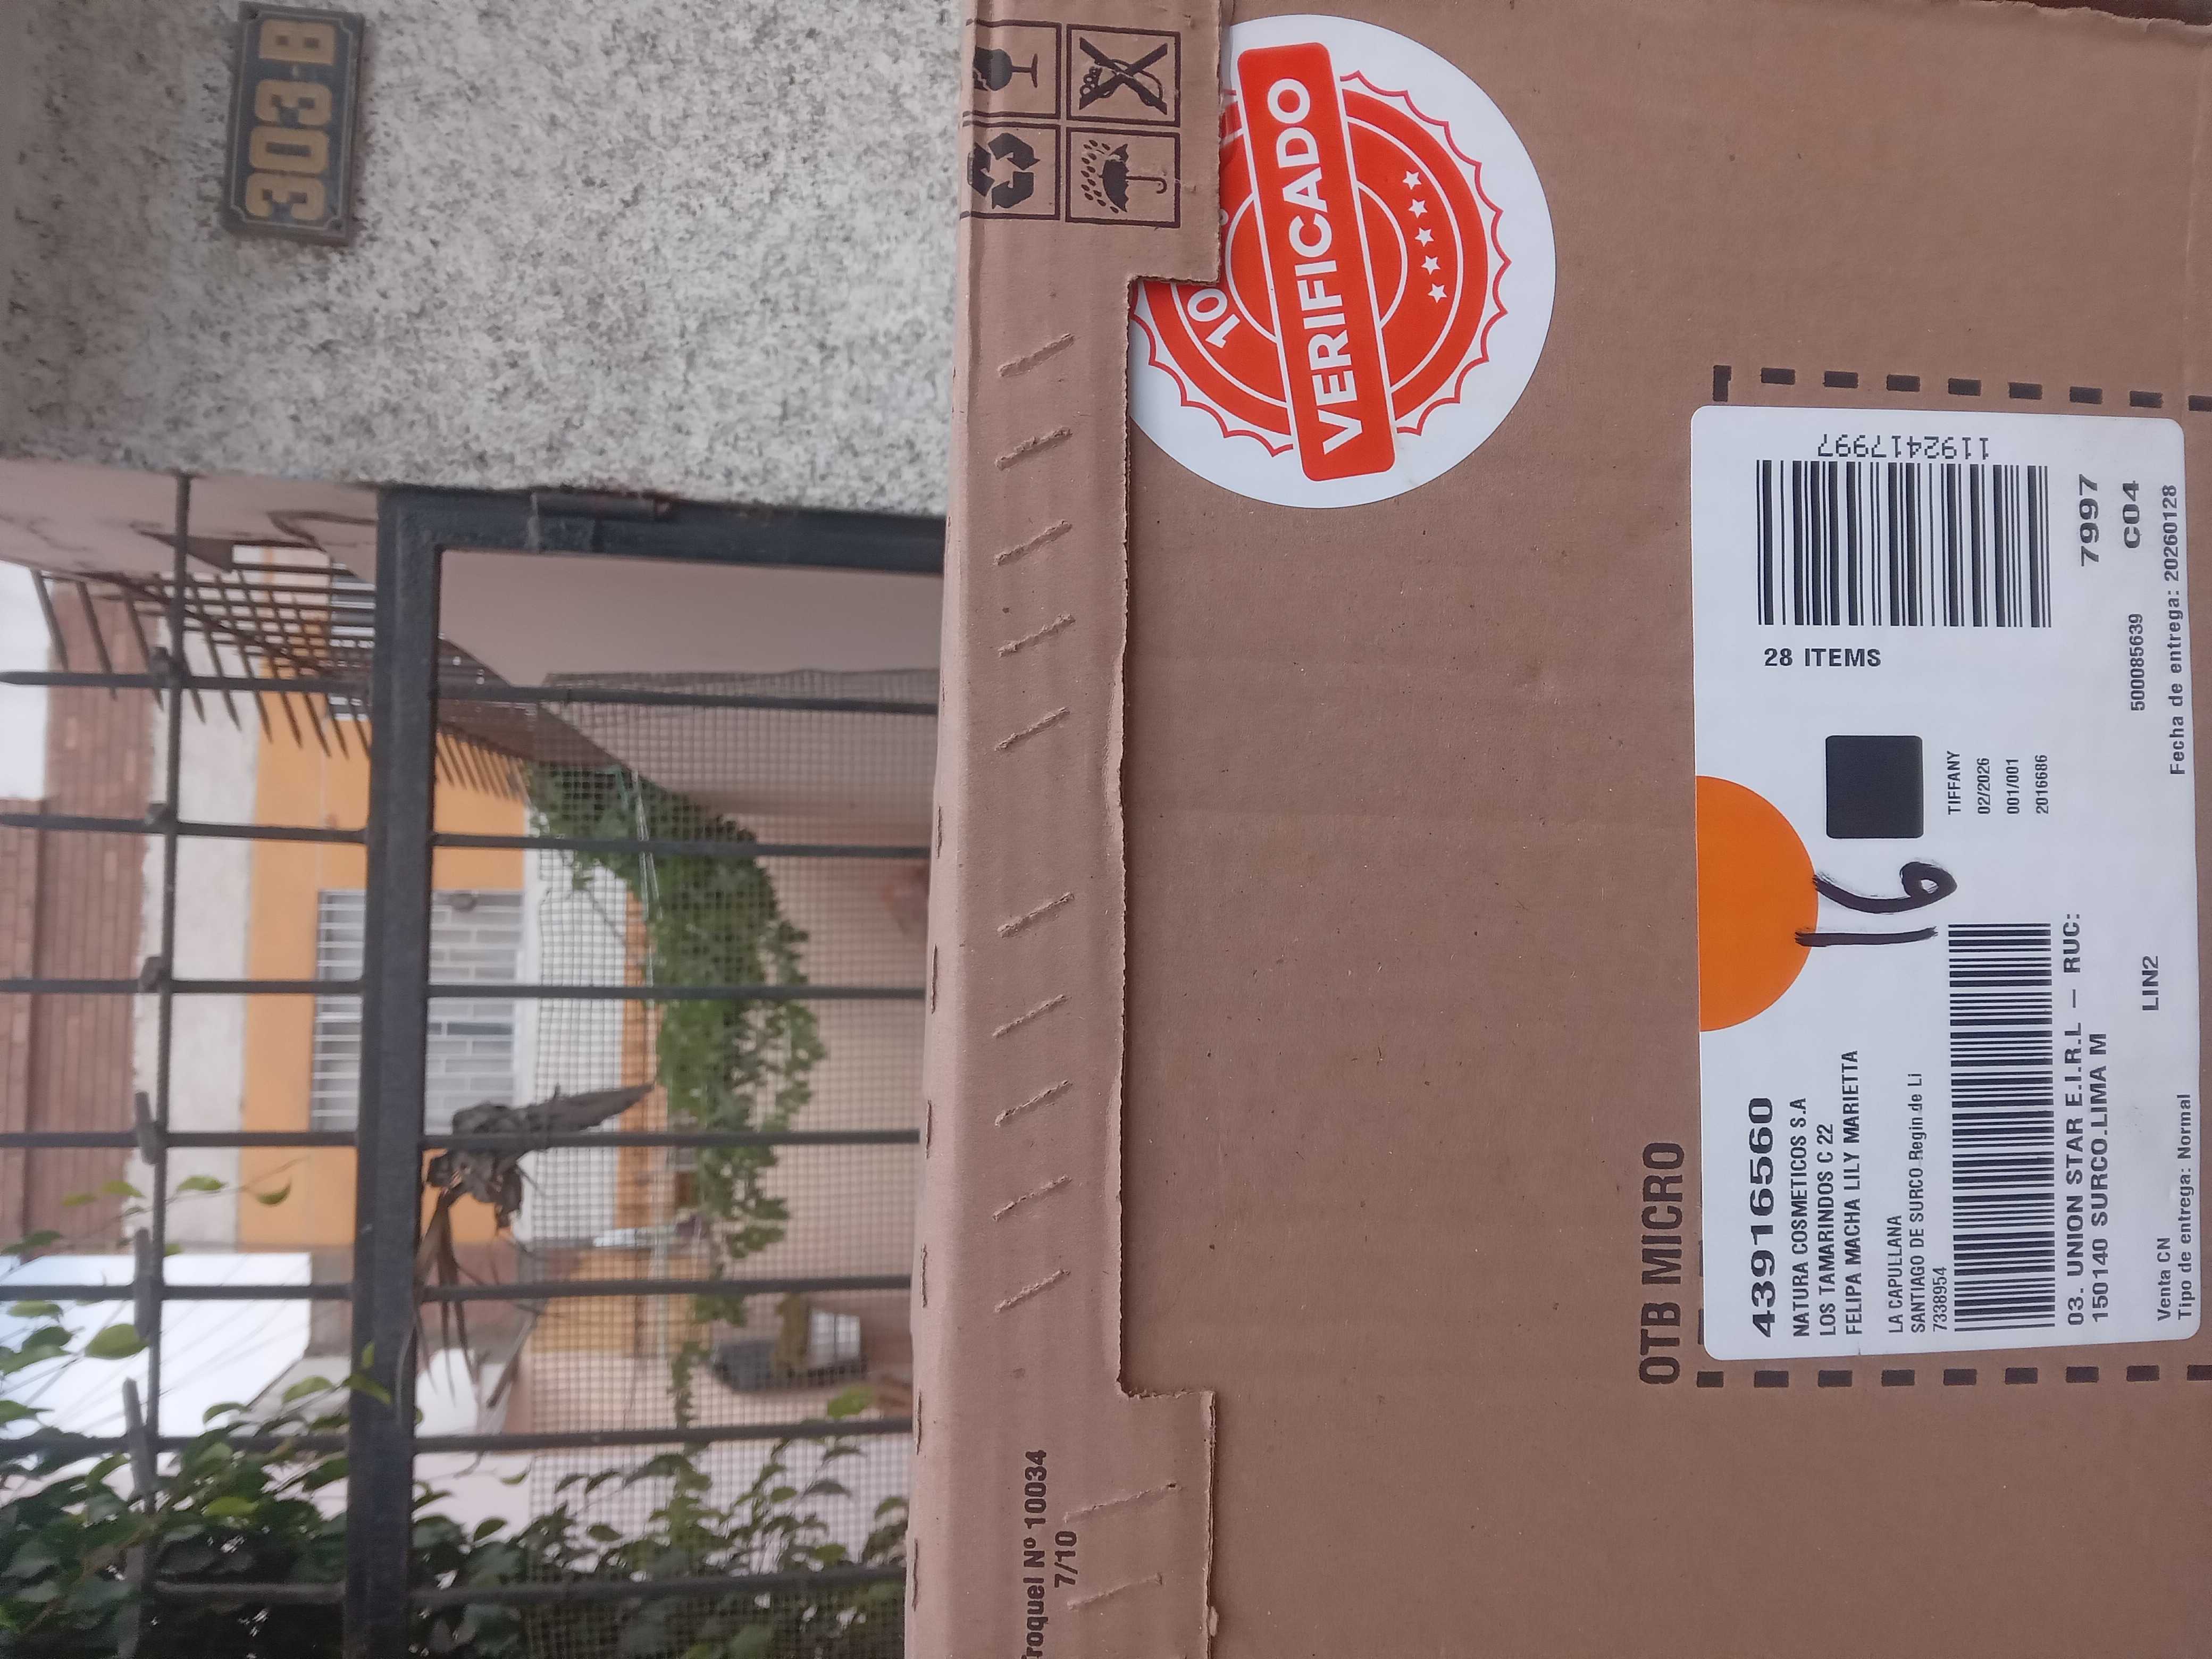 303-B
100
VERIFICADO
Troquel Nº 10034
7/10
OTB MICRO
439916560
NATURA COSMETICOS S.A
LOS TAMARINDOS C 22
FELIPA MACHA LILY MARIETTA
LA CAPULLANA
SANTIAGO DE SURCO Regin de Li
7338954
16
28 ITEMS
1192417997
TIFFANY
02/2026
001/001
2016686
03. UNION STAR E.I.R.L – RUC:
150140 SURCO.LIMA M
7997
LIN2
500085639
C04
Venta CN
Tipo de entrega: Normal
Fecha de entrega: 20260128